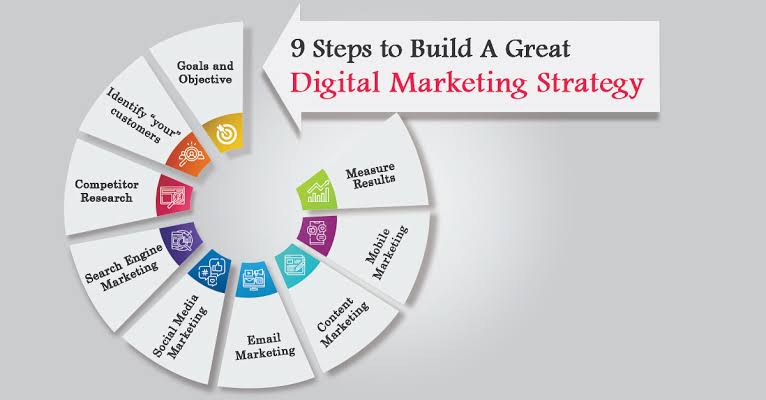 9 Steps to Build A Great
Digital Marketing Strategy
Goals and
Objective
Identify "your"
customers
Competitor
Research
Search Engine
Marketing
Social Media
Marketing
Email
Marketing
Content
Marketing
Mobile
Marketing
Measure
Results